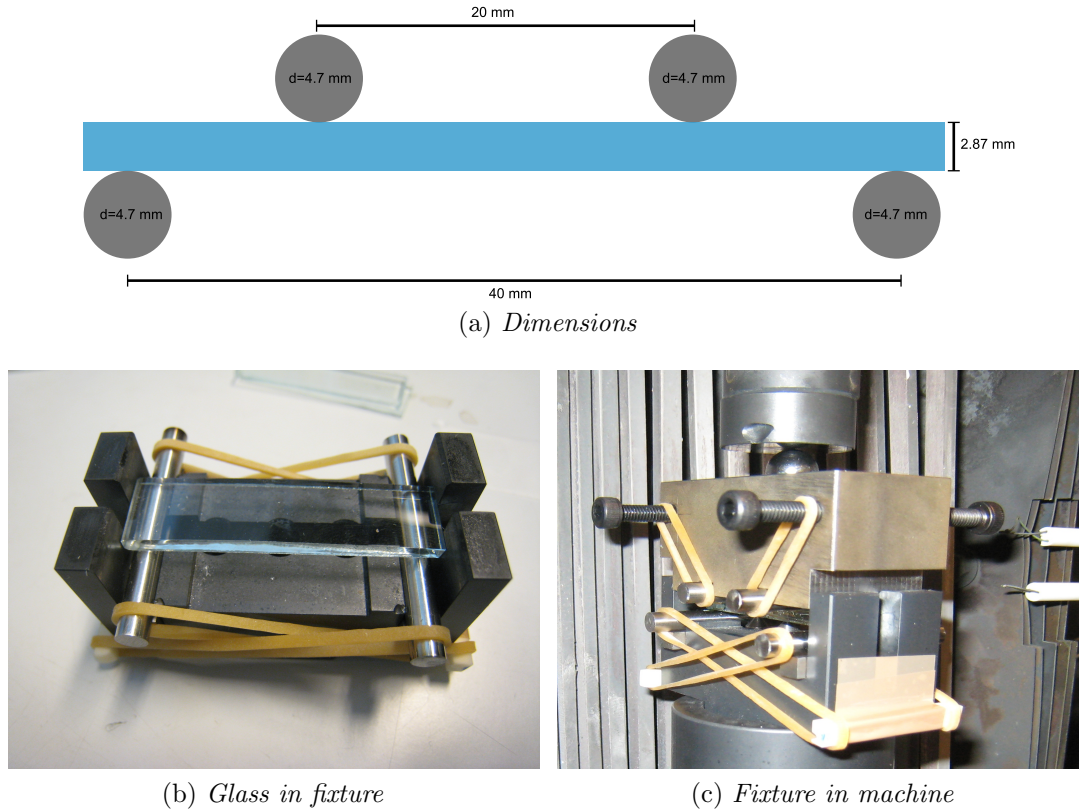 20 mm
d=4.7 mm
d=4.7 mm
2.87 mm
d=4.7 mm
d=4.7 mm
40 mm
(a) Dimensions
(b) Glass in fixture
(c) Fixture in machine